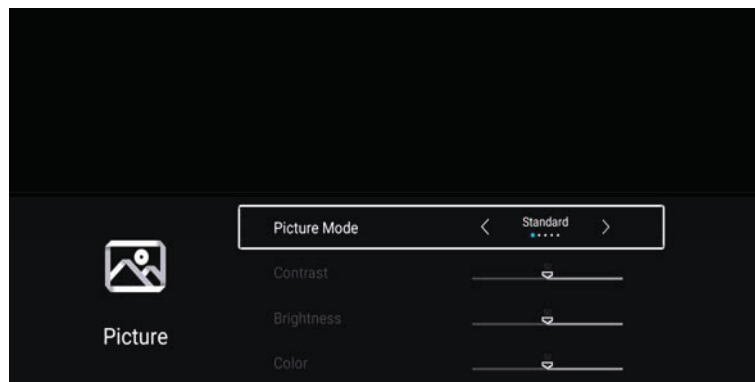 Picture Mode
Standard
Contrast
Brightness
Picture
Color